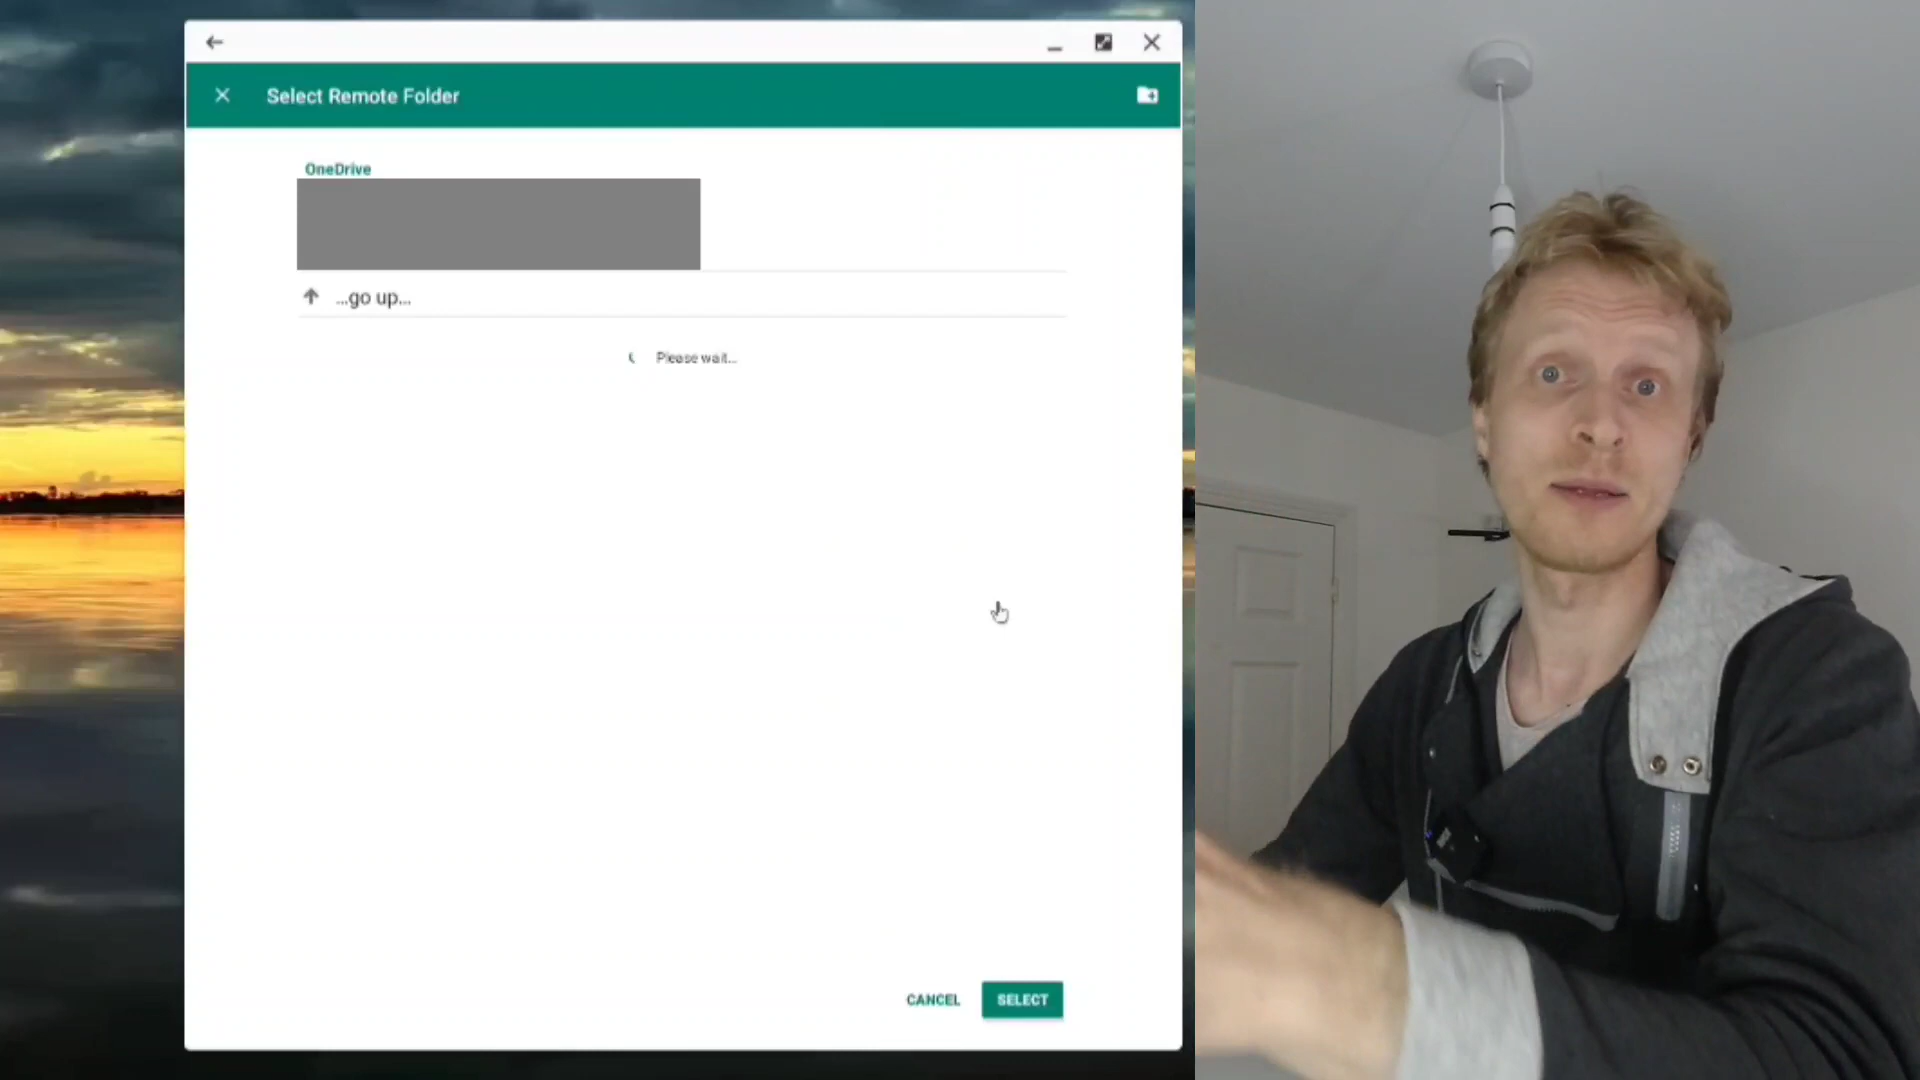 Select Remote Folder
OneDrive
...go up...
Please wait...
CANCEL
SELECT